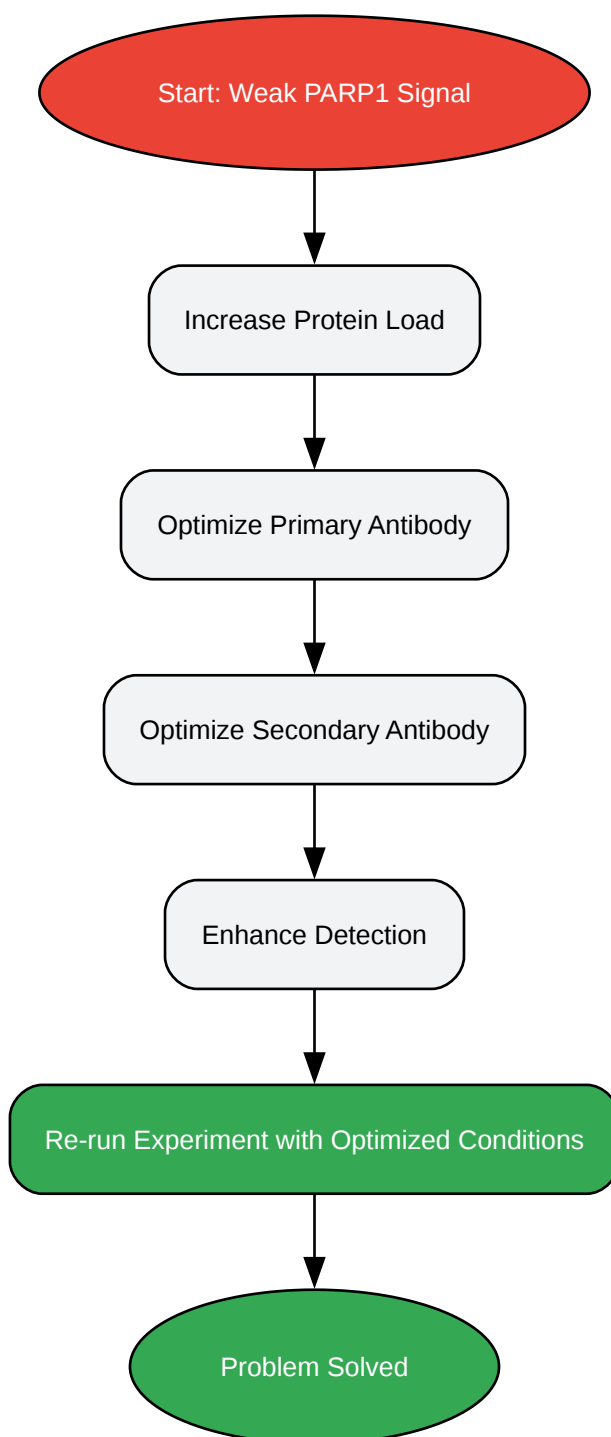 Start: Weak PARP1 Signal
Increase Protein Load
Optimize Primary Antibody
Optimize Secondary Antibody
Enhance Detection
Re-run Experiment with Optimized Conditions
Problem Solved